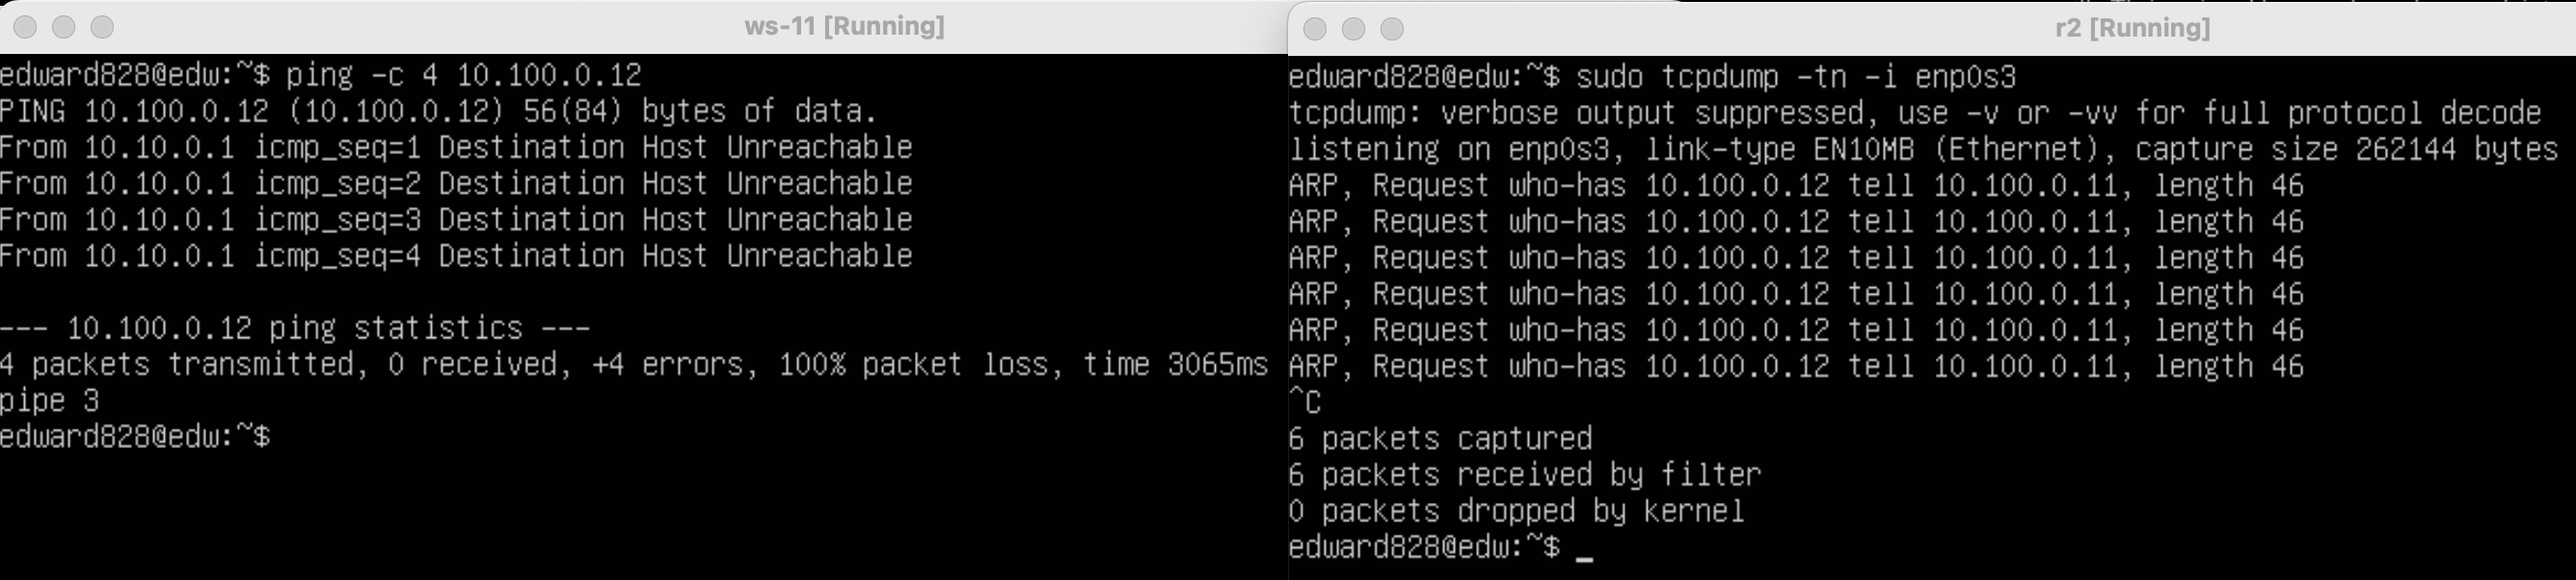 ws-11 [Running]
edward828@edw:~$ ping -c 4 10.100.0.12
PING 10.100.0.12 (10.100.0.12) 56(84) bytes of data.
From 10.10.0.1 icmp_seq=1 Destination Host Unreachable
From 10.10.0.1 icmp_seq=2 Destination Host Unreachable
From 10.10.0.1 icmp_seq=3 Destination Host Unreachable
From 10.10.0.1 icmp_seq=4 Destination Host Unreachable
--- 10.100.0.12 ping statistics ---
4 packets transmitted, 0 received, +4 errors, 100% packet loss, time 3065ms
pipe 3
edward828@edw:~$
r2 [Running]
edward828@edw:~$ sudo tcpdump -tn -i enp0s3
tcpdump: verbose output suppressed, use -v or -vv for full protocol decode
listening on enp0s3, link-type EN10MB (Ethernet), capture size 262144 bytes
ARP, Request who-has 10.100.0.12 tell 10.100.0.11, length 46
ARP, Request who-has 10.100.0.12 tell 10.100.0.11, length 46
ARP, Request who-has 10.100.0.12 tell 10.100.0.11, length 46
ARP, Request who-has 10.100.0.12 tell 10.100.0.11, length 46
ARP, Request who-has 10.100.0.12 tell 10.100.0.11, length 46
ARP, Request who-has 10.100.0.12 tell 10.100.0.11, length 46
^C
6 packets captured
6 packets received by filter
0 packets dropped by kernel
edward828@edw:~$ _